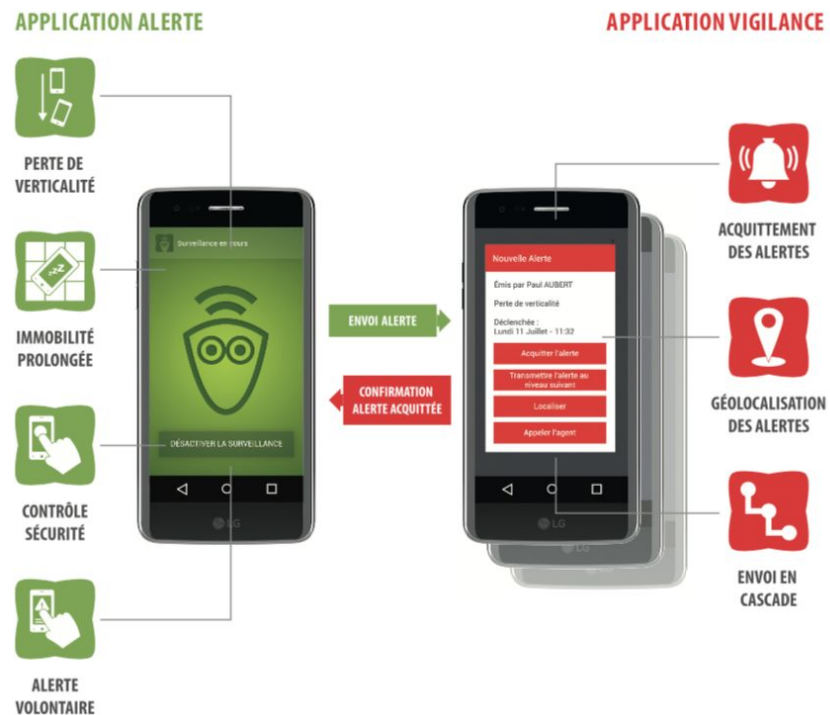 APPLICATION ALERTE
APPLICATION VIGILANCE
PERTE DE
VERTICALITÉ
IMMOBILITÉ
PROLONGÉE
zzZ
CONTRÔLE
SÉCURITÉ
ALERTE
VOLONTAIRE
Surveillance en cours
DÉSACTIVER LA SURVEILLANCE
LG
ENVOI ALERTE
CONFIRMATION
ALERTE ACQUITTÉE
Nouvelle Alerte
Émis par Paul AUBERT
Perte de verticalité
Déclenchée :
Lundi 11 Juillet - 11:32
Acquitter l'alerte
Transmettre l'alerte au
niveau suivant
Localiser
Appeler l'agent
LG
LG
ACQUITTEMENT
DES ALERTES
GÉOLOCALISATION
DES ALERTES
ENVOI EN
CASCADE